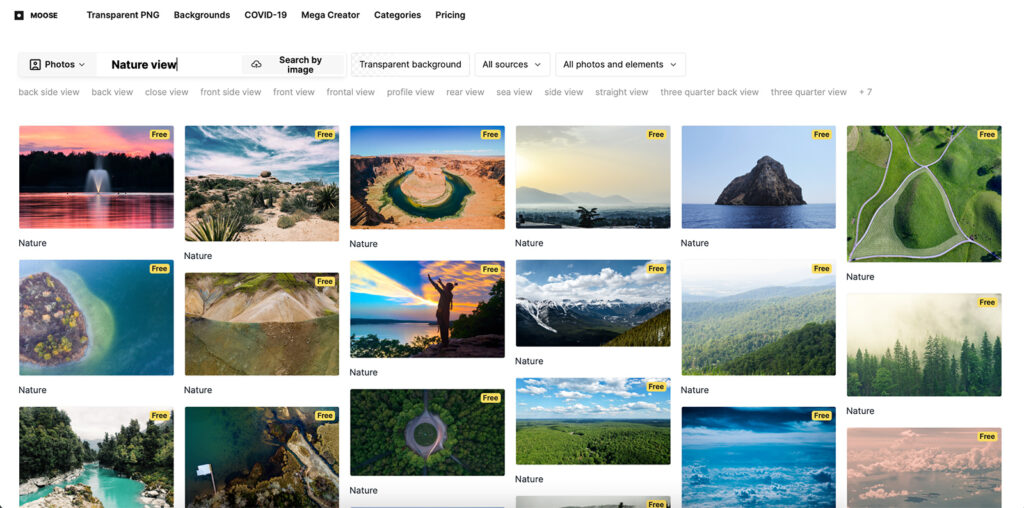 MOOSE Transparent PNG Backgrounds COVID-19 Mega Creator Categories Pricing
Photos Nature view Search by image Transparent background All sources All photos and elements
back side view back view close view front side view front view frontal view profile view rear view sea view side view straight view three quarter back view three quarter view + 7
Free Free Free Free Free Free
Nature Nature Nature Nature
Nature
Free Free Free Free
Nature
Free
Free
Nature
Nature
Nature Nature Nature
Free
Free
Nature
Free Free Free
Free
Nature
Nature
Free